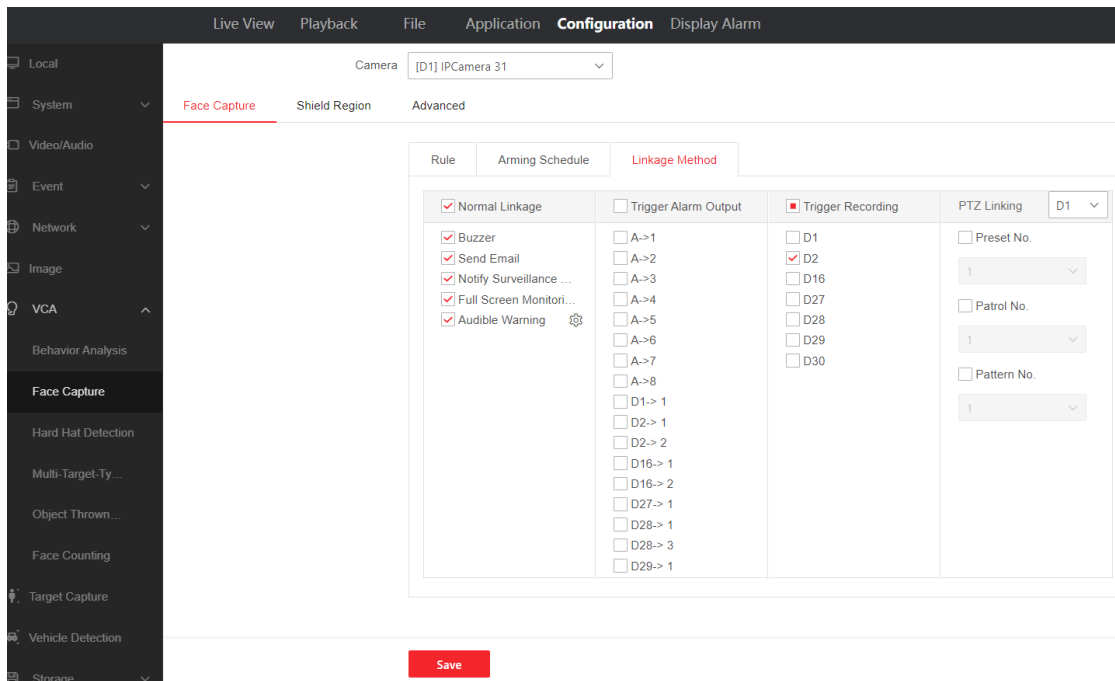 Live View Playback File Application Configuration Display Alarm
Local
System
Video/Audio
Event
Network
Image
VCA
Behavior Analysis
Face Capture
Hard Hat Detection
Multi-Target-Ty...
Object Thrown...
Face Counting
Target Capture
Vehicle Detection
Storage
Camera [D1] IPCamera 31
Face Capture Shield Region Advanced
Rule Arming Schedule Linkage Method
Normal Linkage
Buzzer
Send Email
Notify Surveillance ...
Full Screen Monitori...
Audible Warning
Trigger Alarm Output
A->1
A->2
A->3
A->4
A->5
A->6
A->7
A->8
D1-> 1
D2-> 1
D2-> 2
D16-> 1
D16-> 2
D27-> 1
D28-> 1
D28-> 3
D29-> 1
Trigger Recording
D1
D2
D16
D27
D28
D29
D30
PTZ Linking D1
Preset No.
1
Patrol No.
1
Pattern No.
1
Save